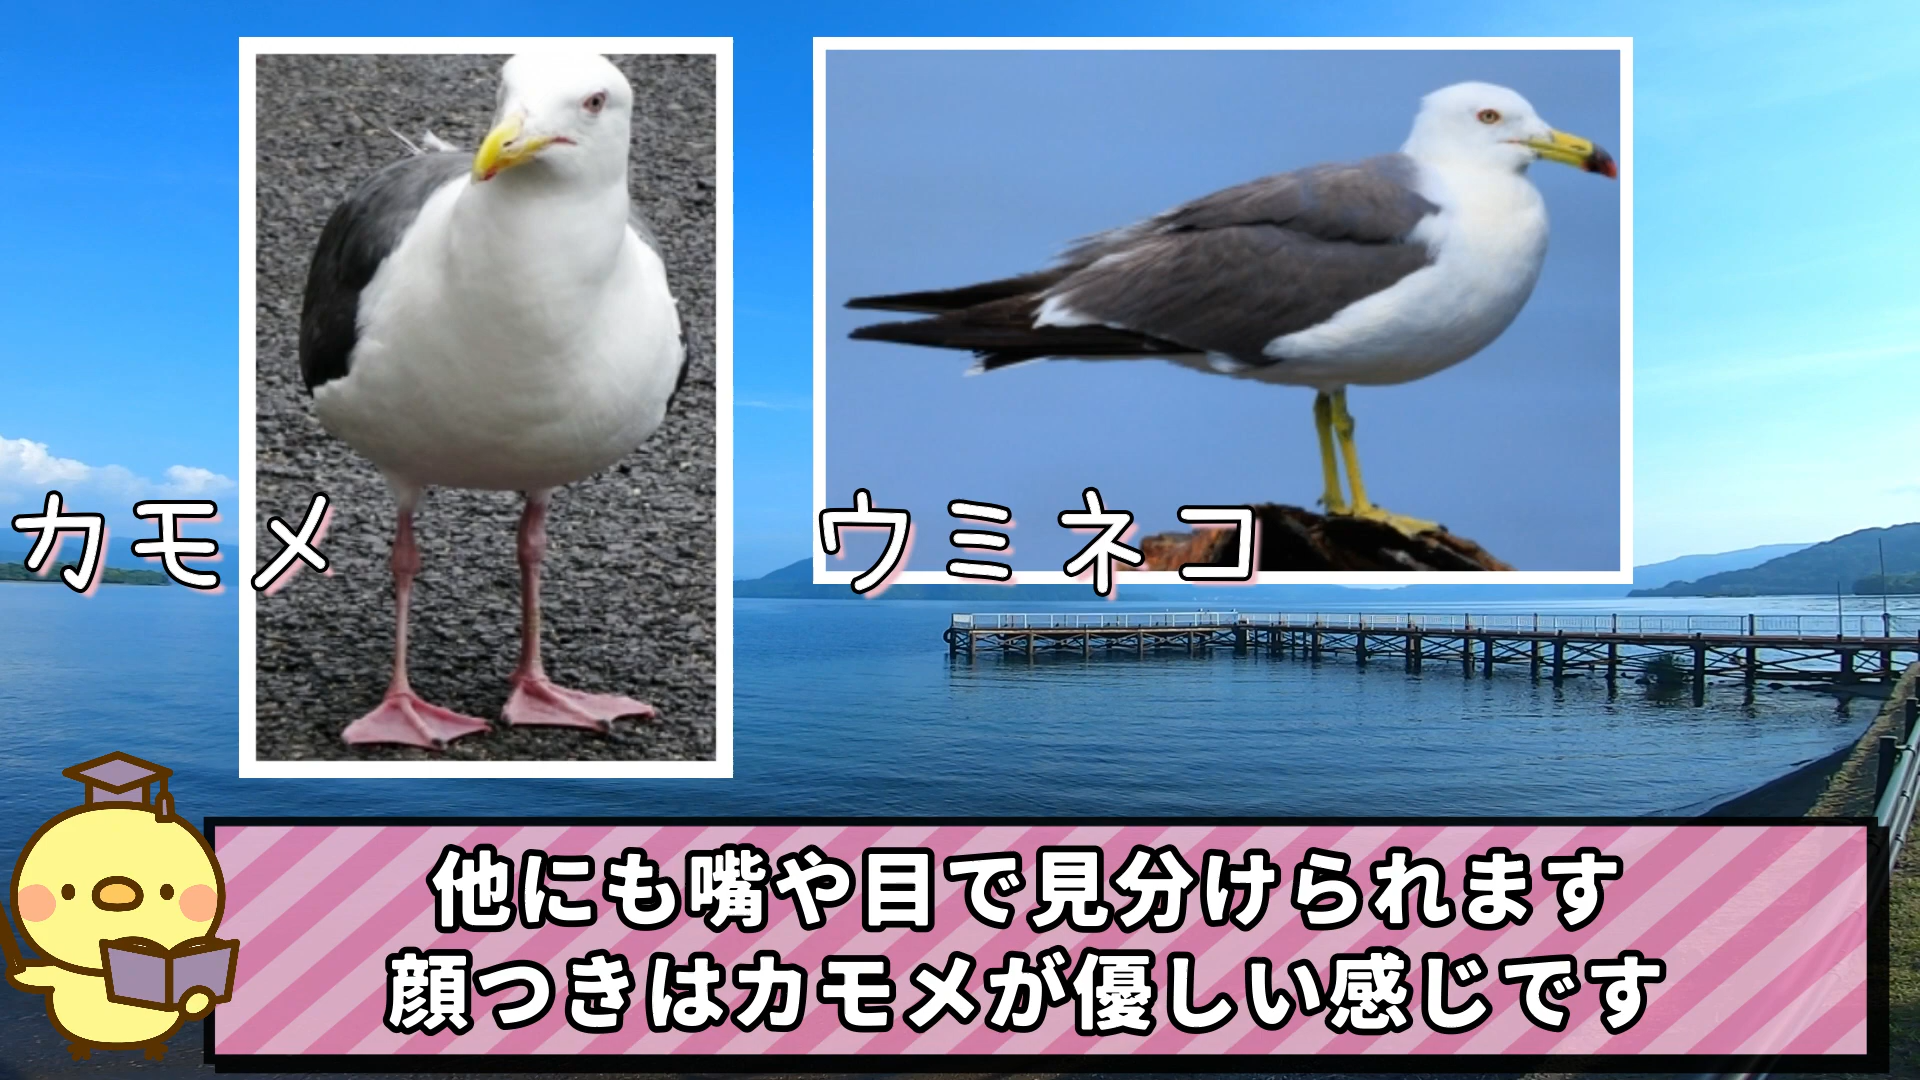 カモメ
ウミネコ
他にも嘴や目で見分けられます
顔つきはカモメが優しい感じです